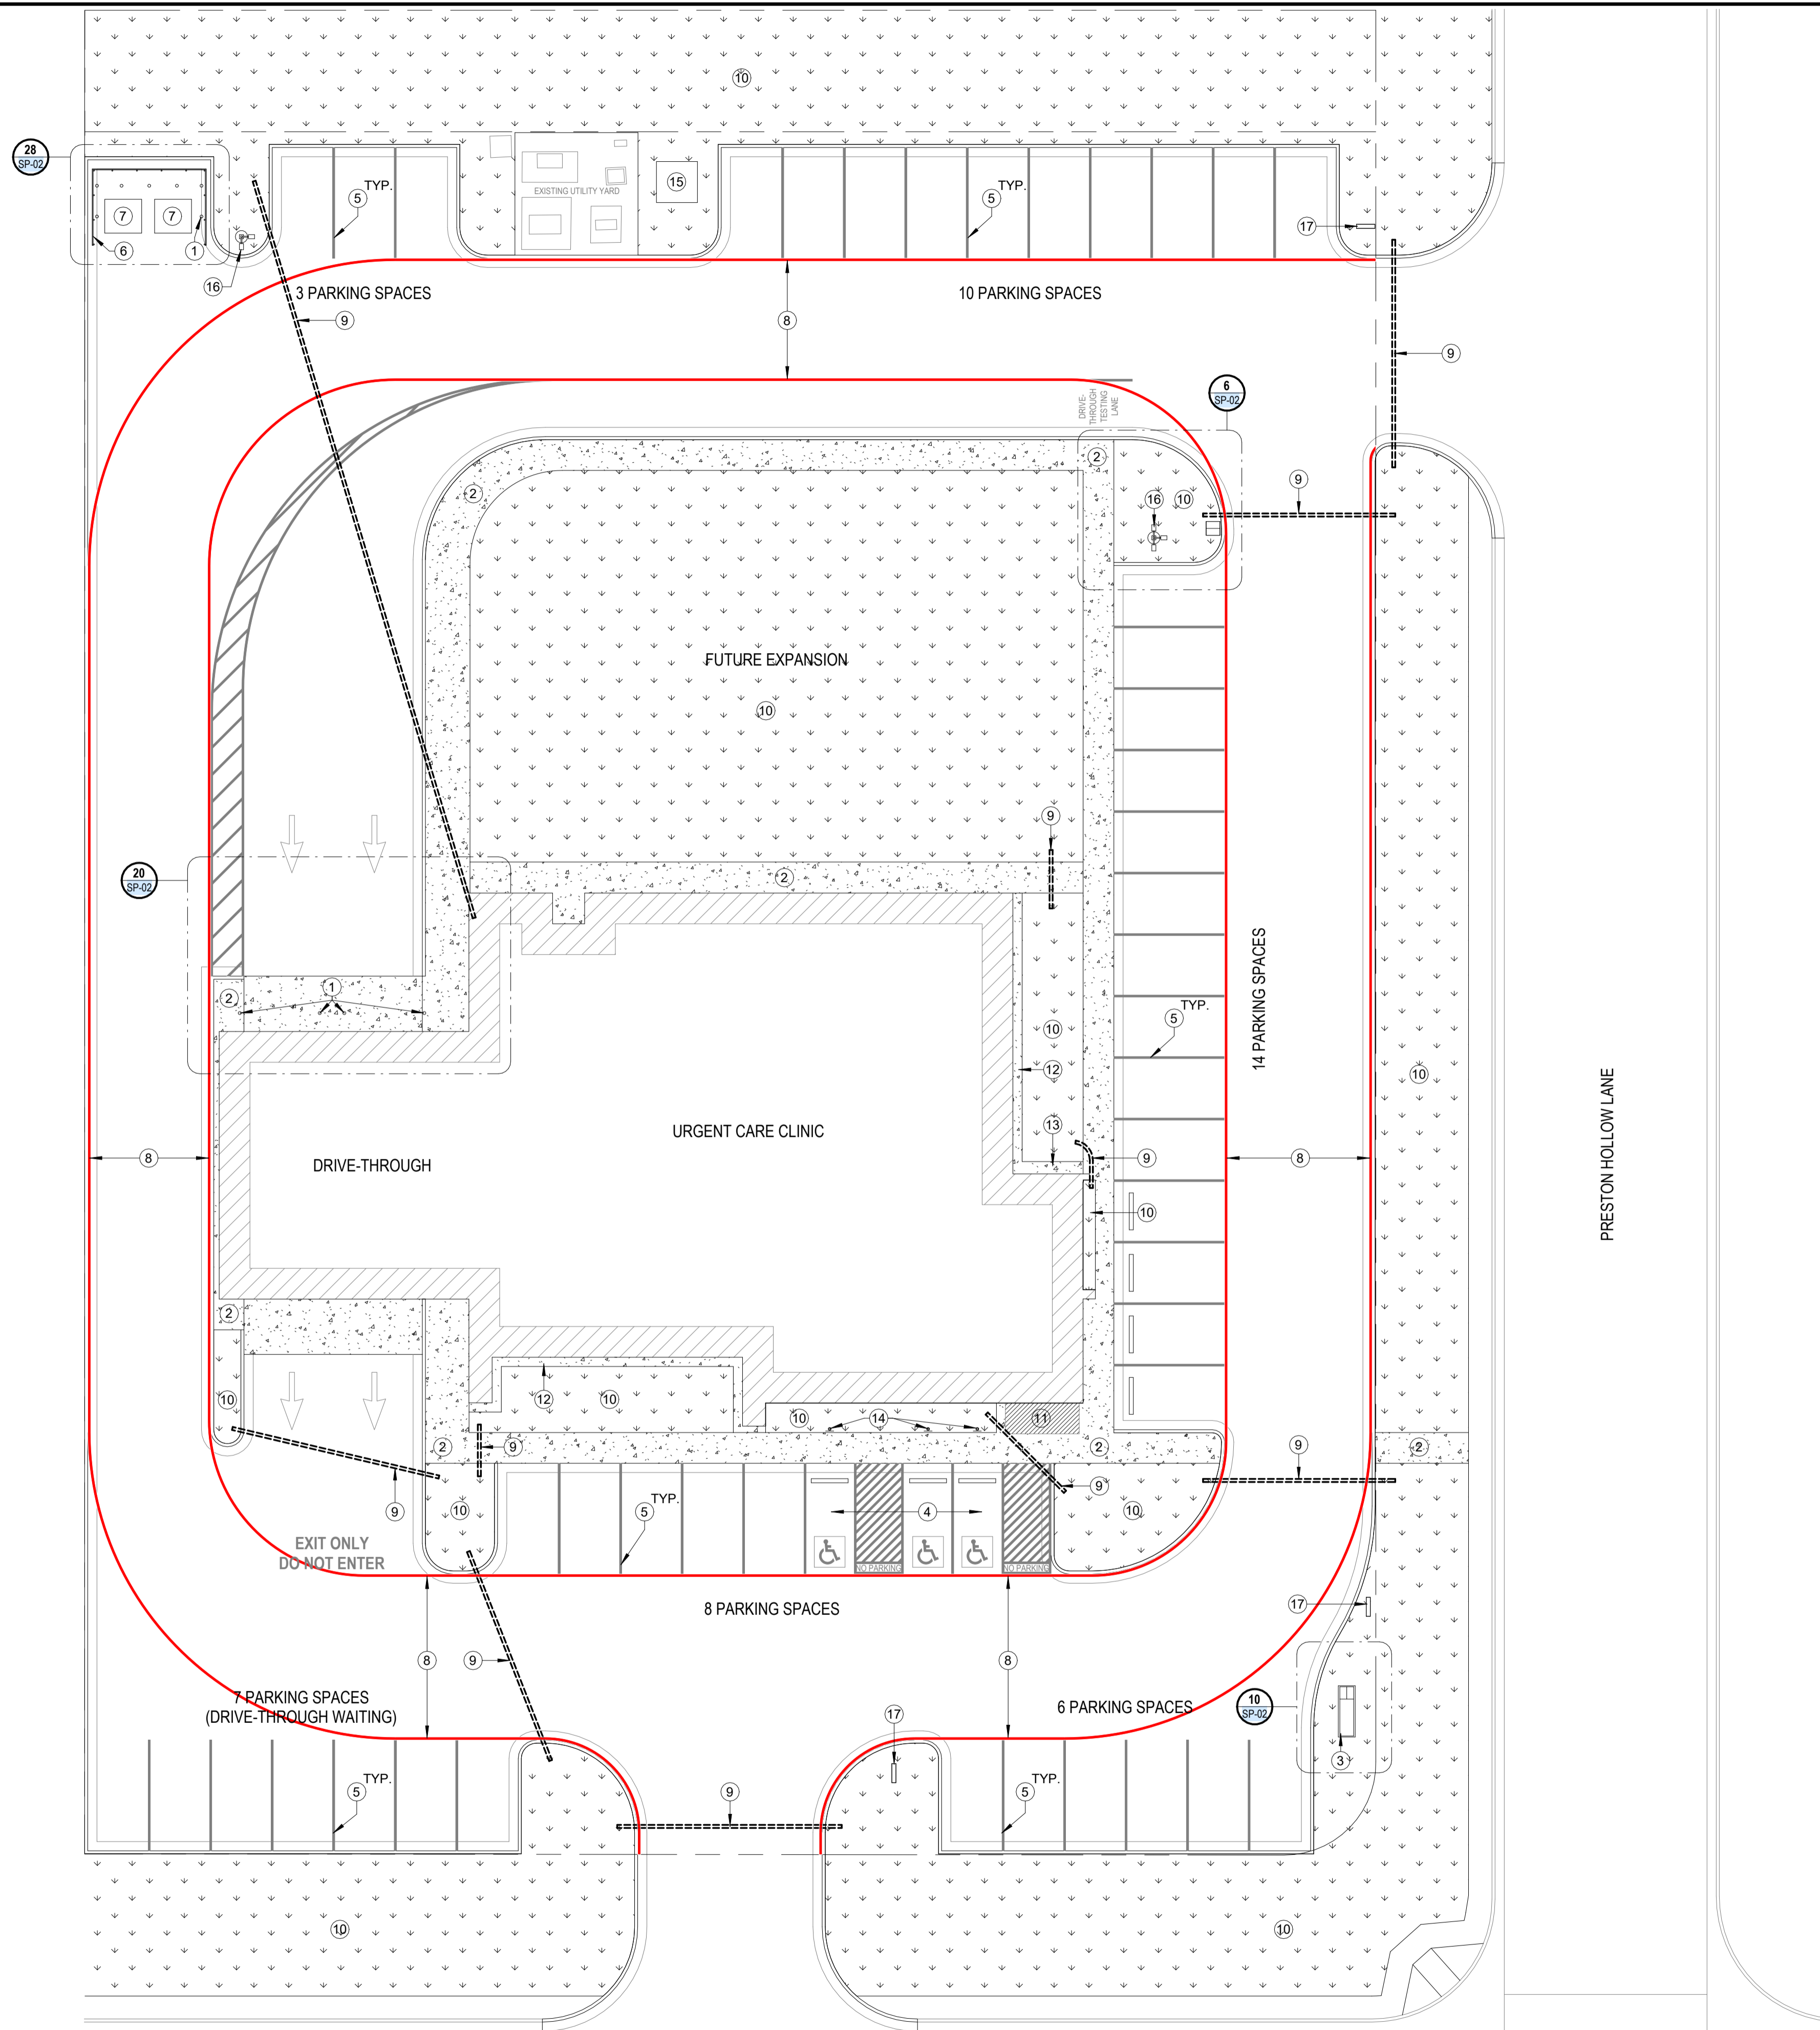 10
28
SP-02
TYP.
5
TYP.
5
EXISTING UTILITY YARD
15
7
7
6
1
17
16
3 PARKING SPACES
10 PARKING SPACES
9
8
9
6
SP-02
DRIVE-
THROUGH
TESTING
LANE
2
2
9
16
10
FUTURE EXPANSION
10
9
20
SP-02
2
2
1
14 PARKING SPACES
TYP.
5
10
12
10
13
URGENT CARE CLINIC
PRESTON HOLLOW LANE
DRIVE-THROUGH
8
9
8
10
2
10
12
10
10
14
11
2
9
2
9
2
9
9
10
TYP.
5
4
10
EXIT ONLY
DO NOT ENTER
NO PARKING
NO PARKING
8 PARKING SPACES
17
8
9
8
7 PARKING SPACES
(DRIVE-THROUGH WAITING)
6 PARKING SPACES
10
SP-02
17
3
TYP.
5
9
TYP.
5
10
10